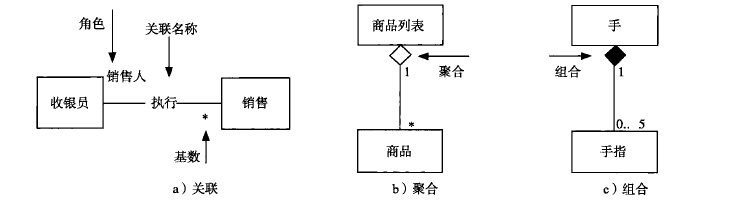 角色
关联名称
收银员
销售人
执行
销售
*
基数
a）关联
商品列表
1
聚合
*
商品
b）聚合
手
组合
1
0.. 5
手指
c）组合